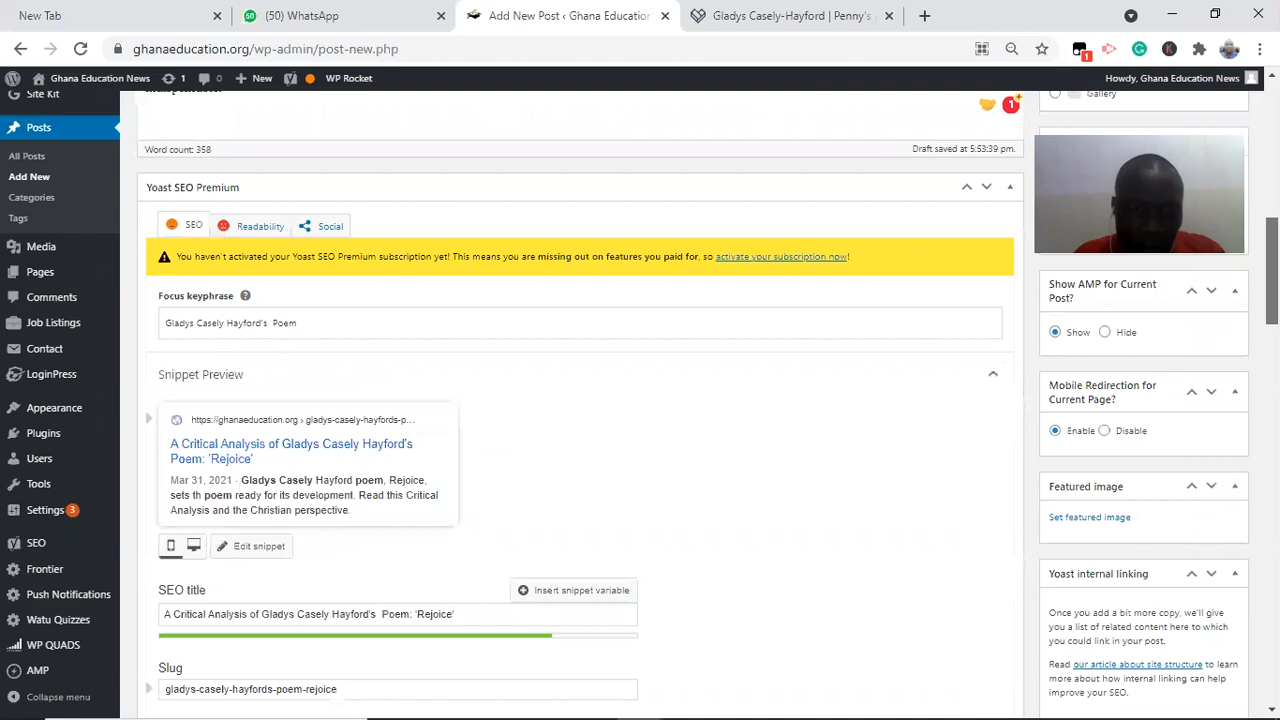 New Tab
(50) WhatsApp
Add New Post ‹ Ghana Education
Gladys Casely-Hayford | Penny's
ghanaeducation.org/wp-admin/post-new.php
1
Ghana Education News
1
0
New
WP Rocket
Howdy, Ghana Education News
Site Kit
Posts
All Posts
Add New
Categories
Tags
Media
Pages
Comments
Job Listings
Contact
LoginPress
Appearance
Plugins
Users
Tools
Settings 3
SEO
Frontier
Push Notifications
Watu Quizzes
WP QUADS
AMP
Collapse menu
1
Word count: 358
Draft saved at 5:53:39 pm.
Yoast SEO Premium
SEO
Readability
Social
You haven't activated your Yoast SEO Premium subscription yet! This means you are missing out on features you paid for, so activate your subscription now!
Focus keyphrase
Gladys Casely Hayford's Poem
Snippet Preview
https://ghanaeducation.org › gladys-casely-hayfords-p...
A Critical Analysis of Gladys Casely Hayford's
Poem: 'Rejoice'
Mar 31, 2021 - Gladys Casely Hayford poem, Rejoice,
sets th poem ready for its development. Read this Critical
Analysis and the Christian perspective.
Edit snippet
SEO title
Insert snippet variable
A Critical Analysis of Gladys Casely Hayford's Poem: 'Rejoice'
Slug
gladys-casely-hayfords-poem-rejoice
Gallery
Show AMP for Current
Post?
Show
Hide
Mobile Redirection for
Current Page?
Enable
Disable
Featured image
Set featured image
Yoast internal linking
Once you add a bit more copy, we'll give
you a list of related content here to which
you could link in your post.
Read our article about site structure to learn
more about how internal linking can help
improve your SEO.